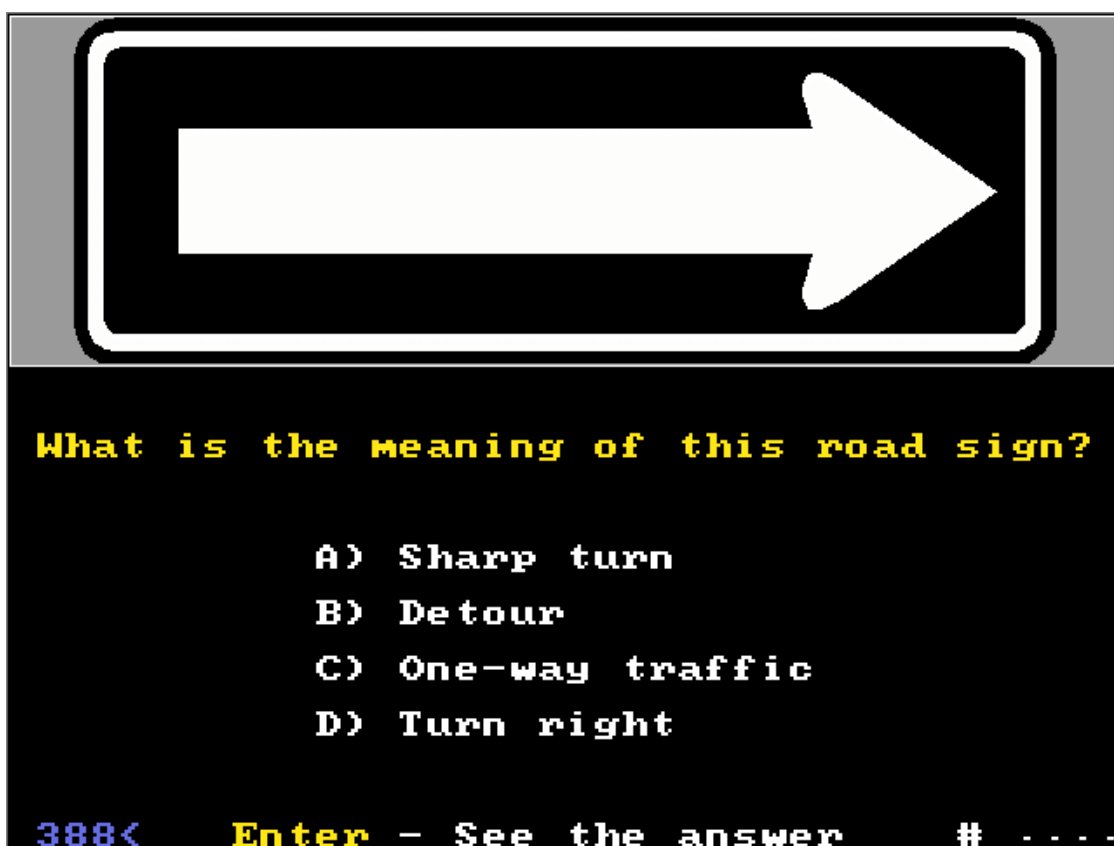 What is the meaning of this road sign?
A) Sharp turn
B) Detour
C) One-way traffic
D) Turn right
388< Enter - See the answer # ----